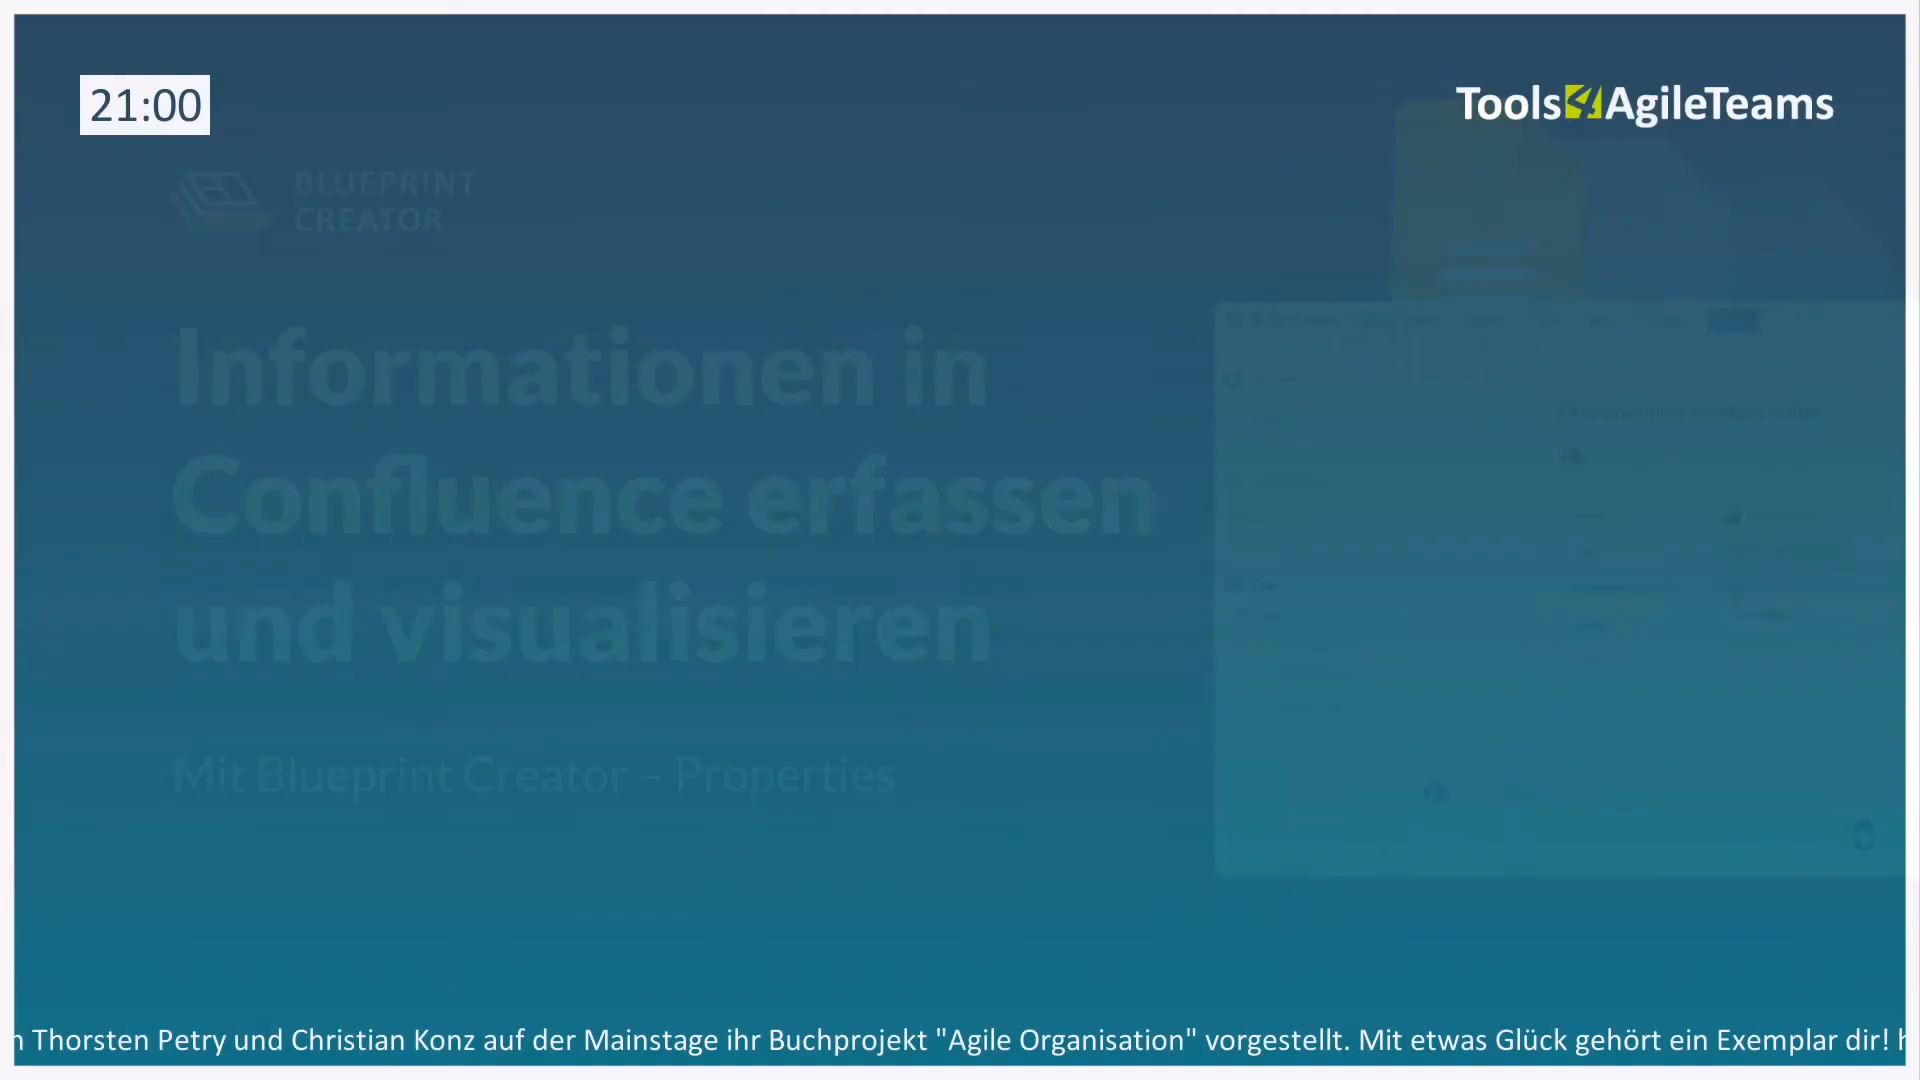 21:00
Tools4AgileTeams
BLUEPRINT
CREATOR
Informationen in
Confluence erfassen
und visualisieren
Mit Blueprint Creator – Properties
Thorsten Petry und Christian Konz auf der Mainstage ihr Buchprojekt "Agile Organisation" vorgestellt. Mit etwas Glück gehört ein Exemplar dir!